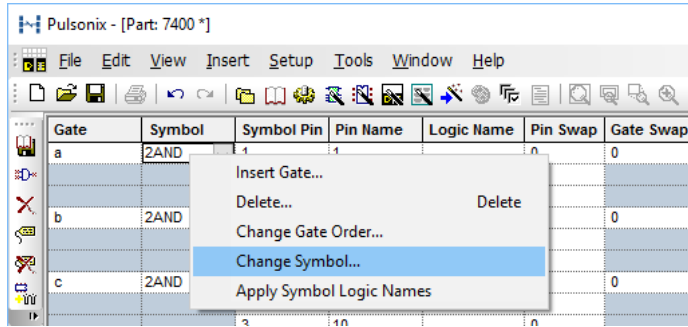 Pulsonix - [Part: 7400 *]
File Edit View Insert Setup Tools Window Help
Gate Symbol Symbol Pin Pin Name Logic Name Pin Swap Gate Swap
a 2AND 1 1 0 0
Insert Gate...
Delete... Delete
b 2AND 0
Change Gate Order...
Change Symbol...
c 2AND 0
Apply Symbol Logic Names
3 10 0